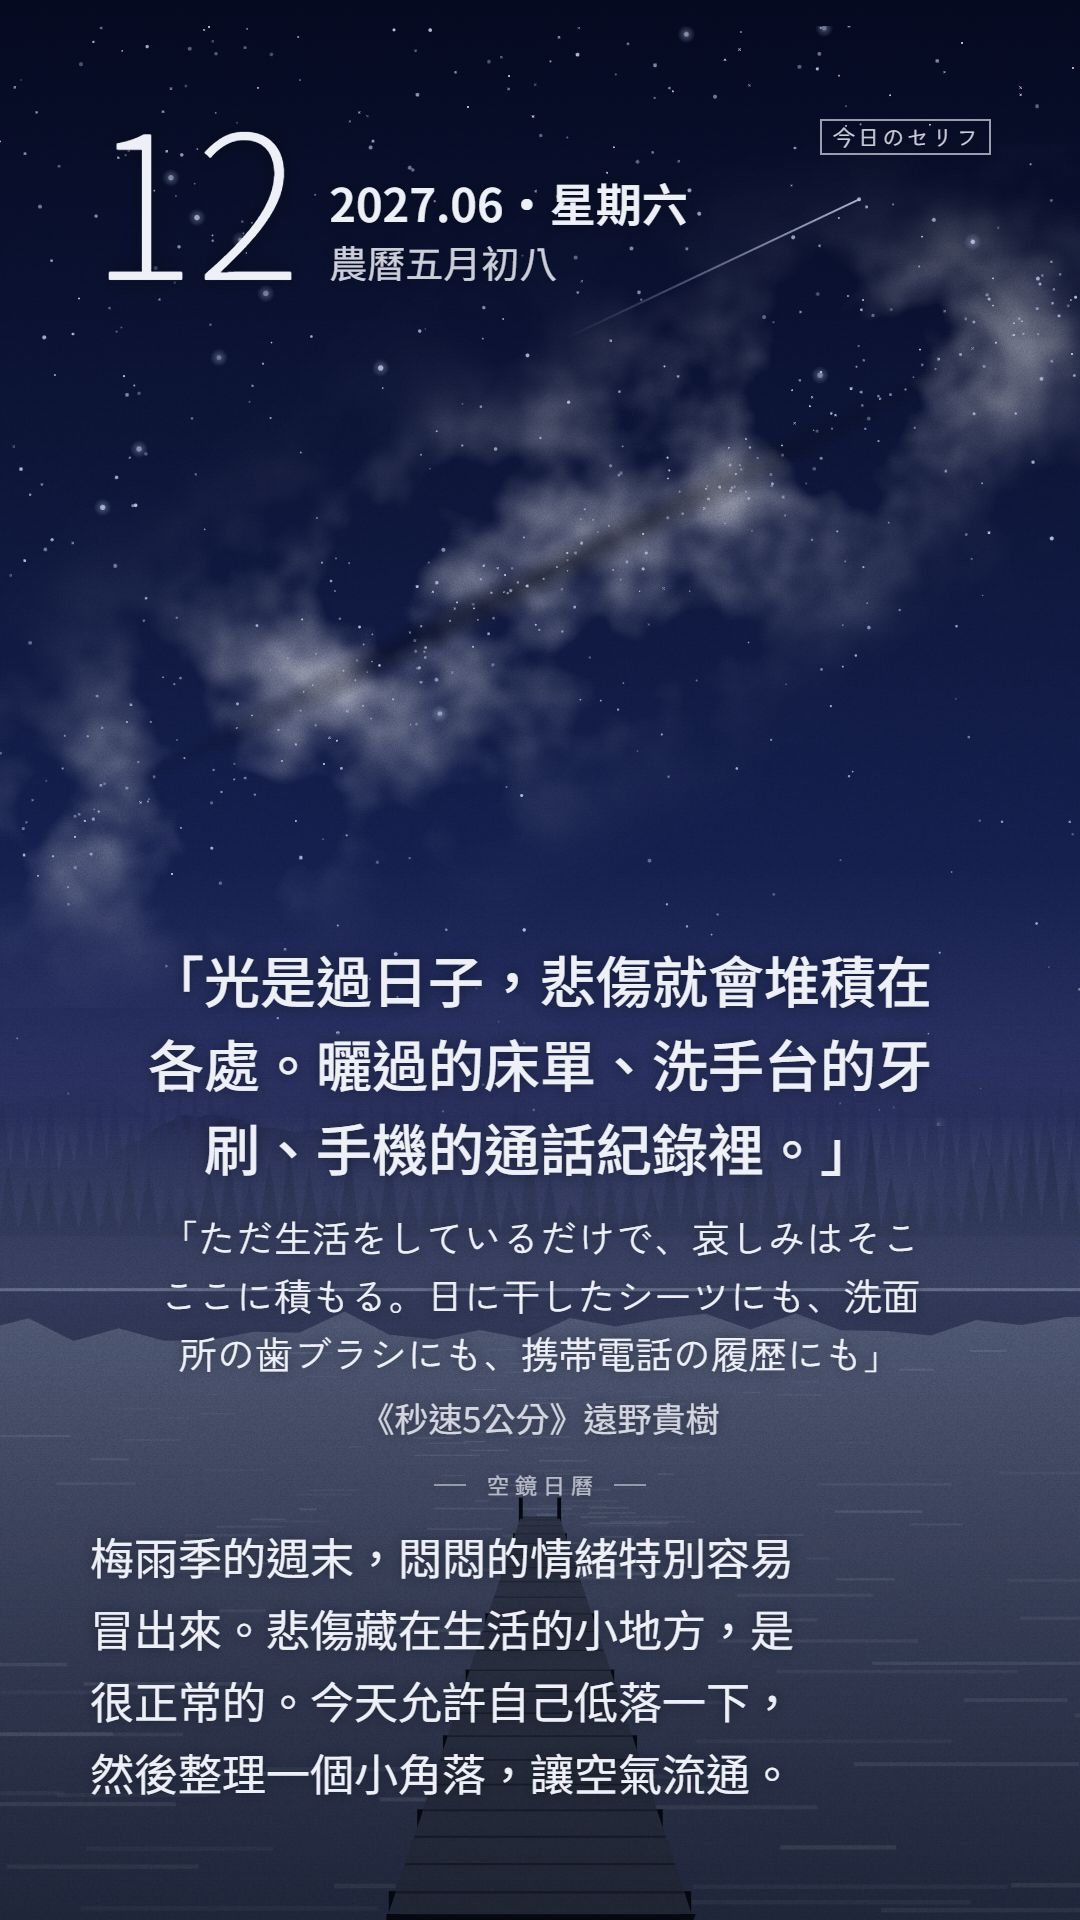 今日のセリフ
12
2027.06・星期六
農曆五月初八
「光是過日子，悲傷就會堆積在
各處。曬過的床單、洗手台的牙
刷、手機的通話紀錄裡。」
「ただ生活をしているだけで、哀しみはそこ
ここに積もる。日に干したシーツにも、洗面
所の歯ブラシにも、携帯電話の履歴にも」
《秒速5公分》遠野貴樹
空鏡日曆
梅雨季的週末，悶悶的情緒特別容易
冒出來。悲傷藏在生活的小地方，是
很正常的。今天允許自己低落一下，
然後整理一個小角落，讓空氣流通。